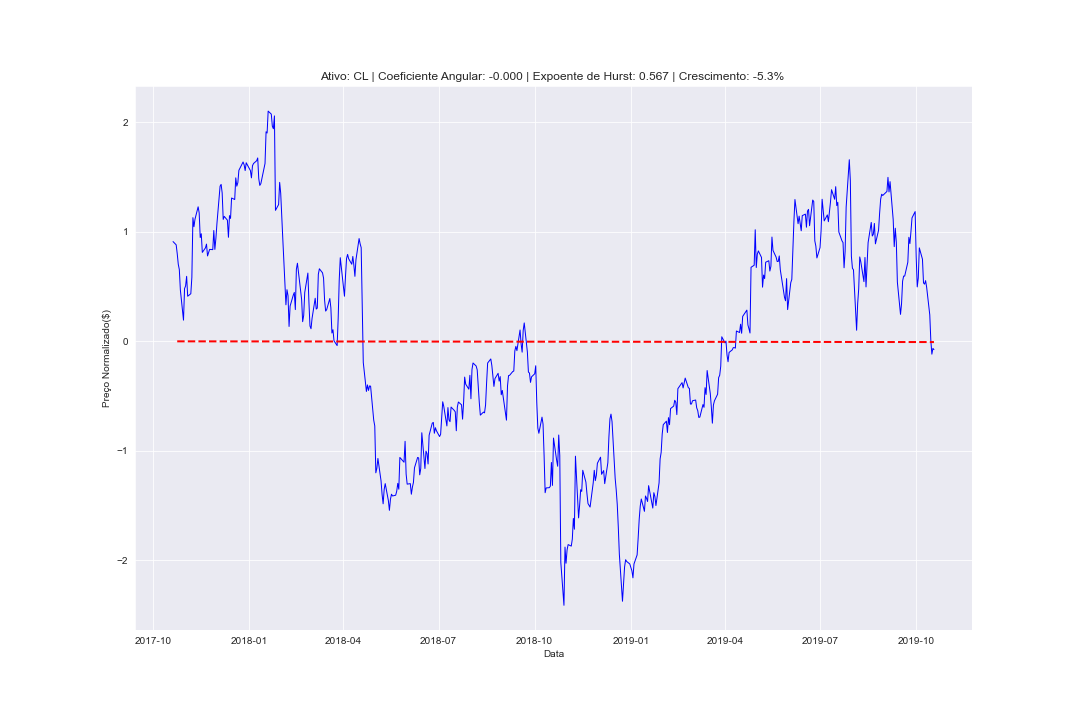 Ativo: CL | Coeficiente Angular: -0.000 | Expoente de Hurst: 0.567 | Crescimento: -5.3%
2
1
0
−1
−2
Preço Normalizado($)
2017-10 2018-01 2018-04 2018-07 2018-10 2019-01 2019-04 2019-07 2019-10
Data